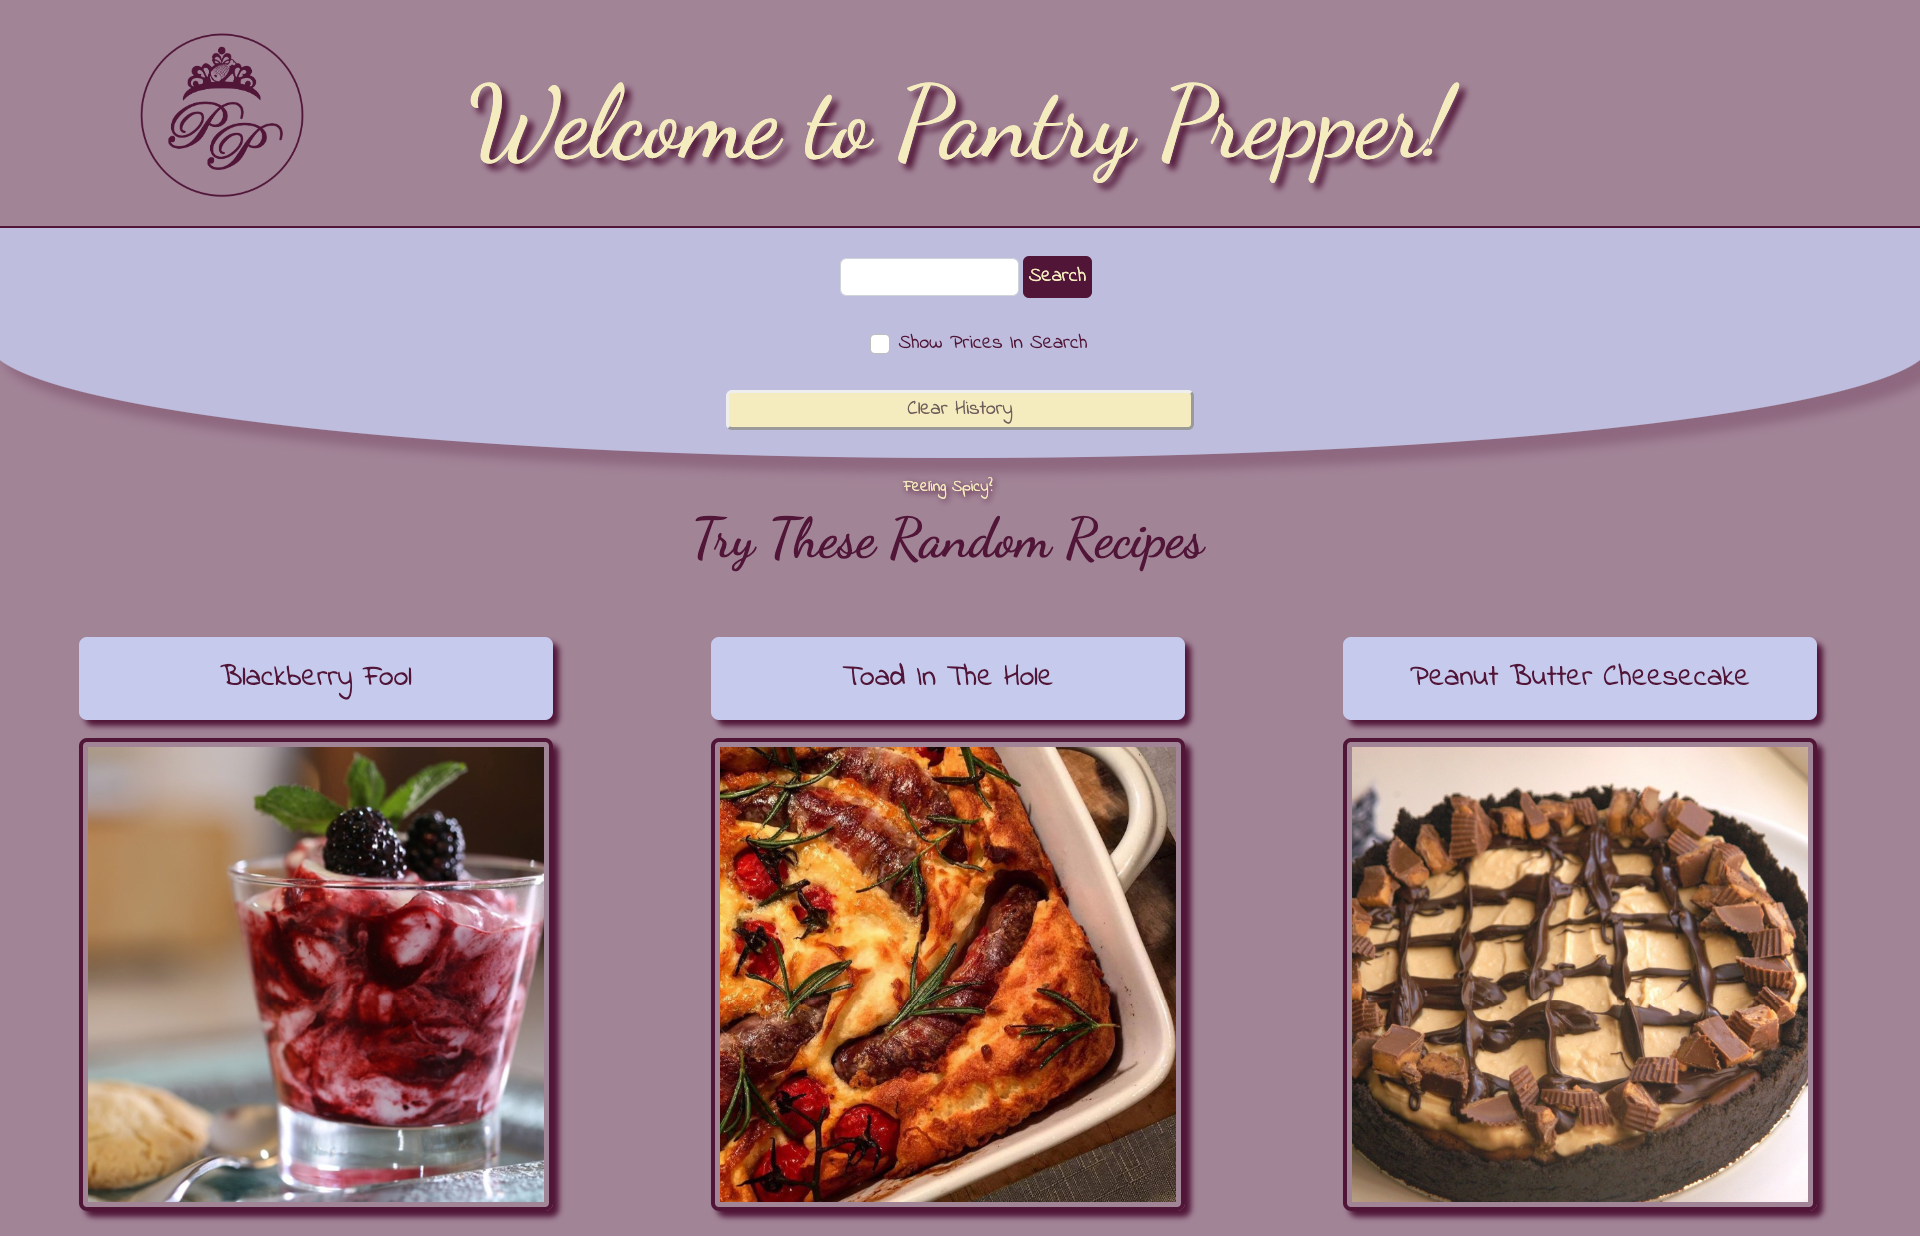 PP
Welcome to Pantry Prepper!
Search
Show Prices In Search
Clear History
Feeling Spicy?
Try These Random Recipes
Blackberry Fool
Toad In The Hole
Peanut Butter Cheesecake